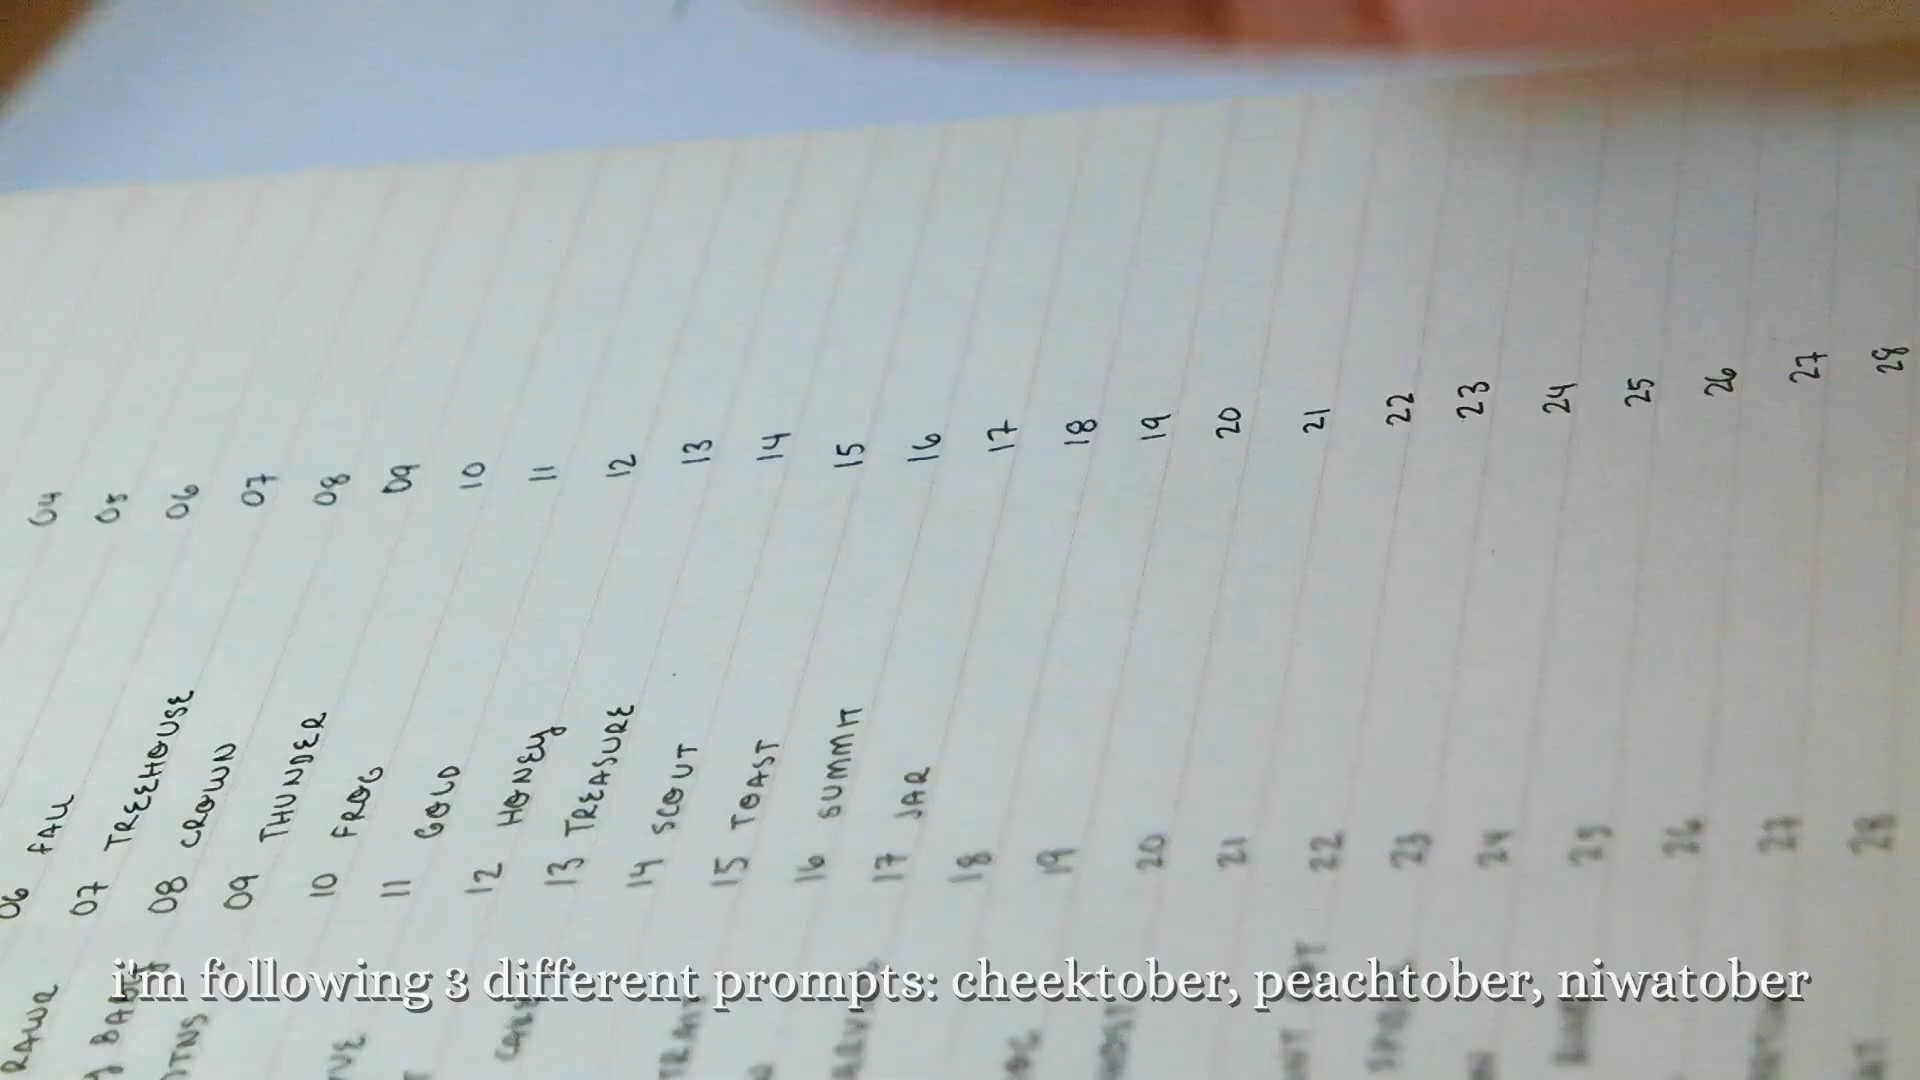 RAWR
06 FALL
07 TREEHOUSE
08 CROWN
09 THUNDER
10 FROG
11 GOLD
12 HONEY
13 TREASURE
14 SCOUT
15 TOAST
16 SUMMIT
17 JAR
18
19
20
21
22
23
24
25
26
27
28
04
05
06
07
08
09
10
11
12
13
14
15
16
17
18
19
20
21
22
23
24
25
26
27
28
i'm following 3 different prompts: cheektober, peachtober, niwatober